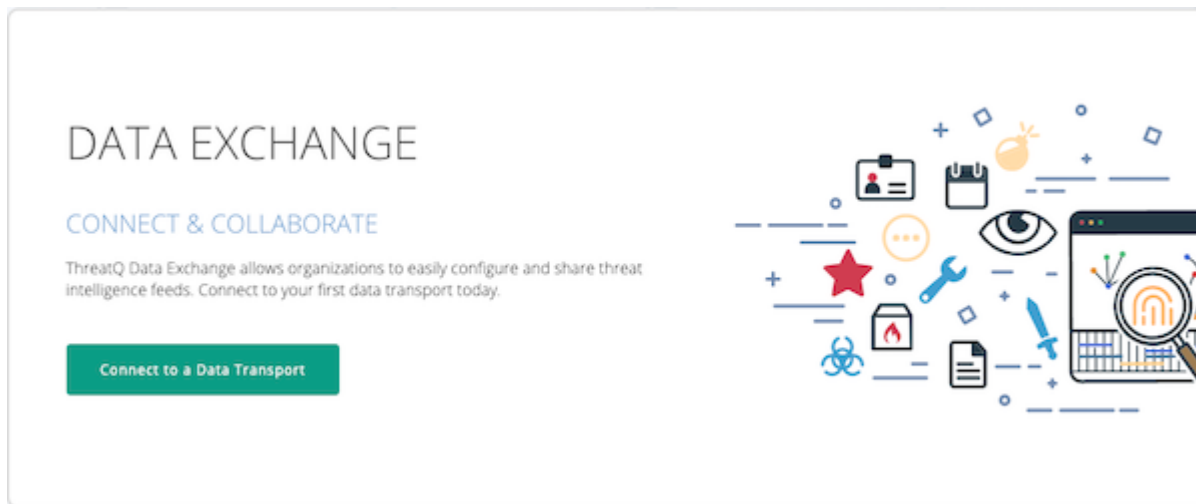 DATA EXCHANGE
CONNECT & COLLABORATE
ThreatQ Data Exchange allows organizations to easily configure and share threat
intelligence feeds. Connect to your first data transport today.
Connect to a Data Transport